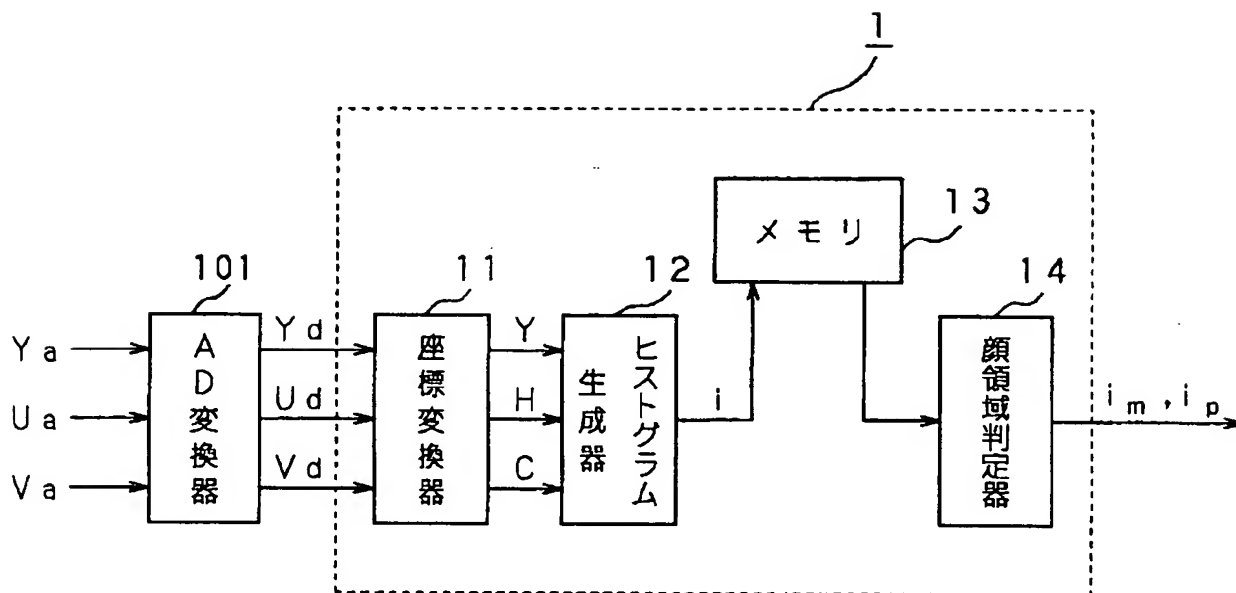 1
メモリ
13
101
11
12
14
Ya
Ua
Va
AD変換器
Yd
Ud
Vd
座標変換器
Y
H
C
ヒストグラム
生成器
i
顔領域判定器
im,ip